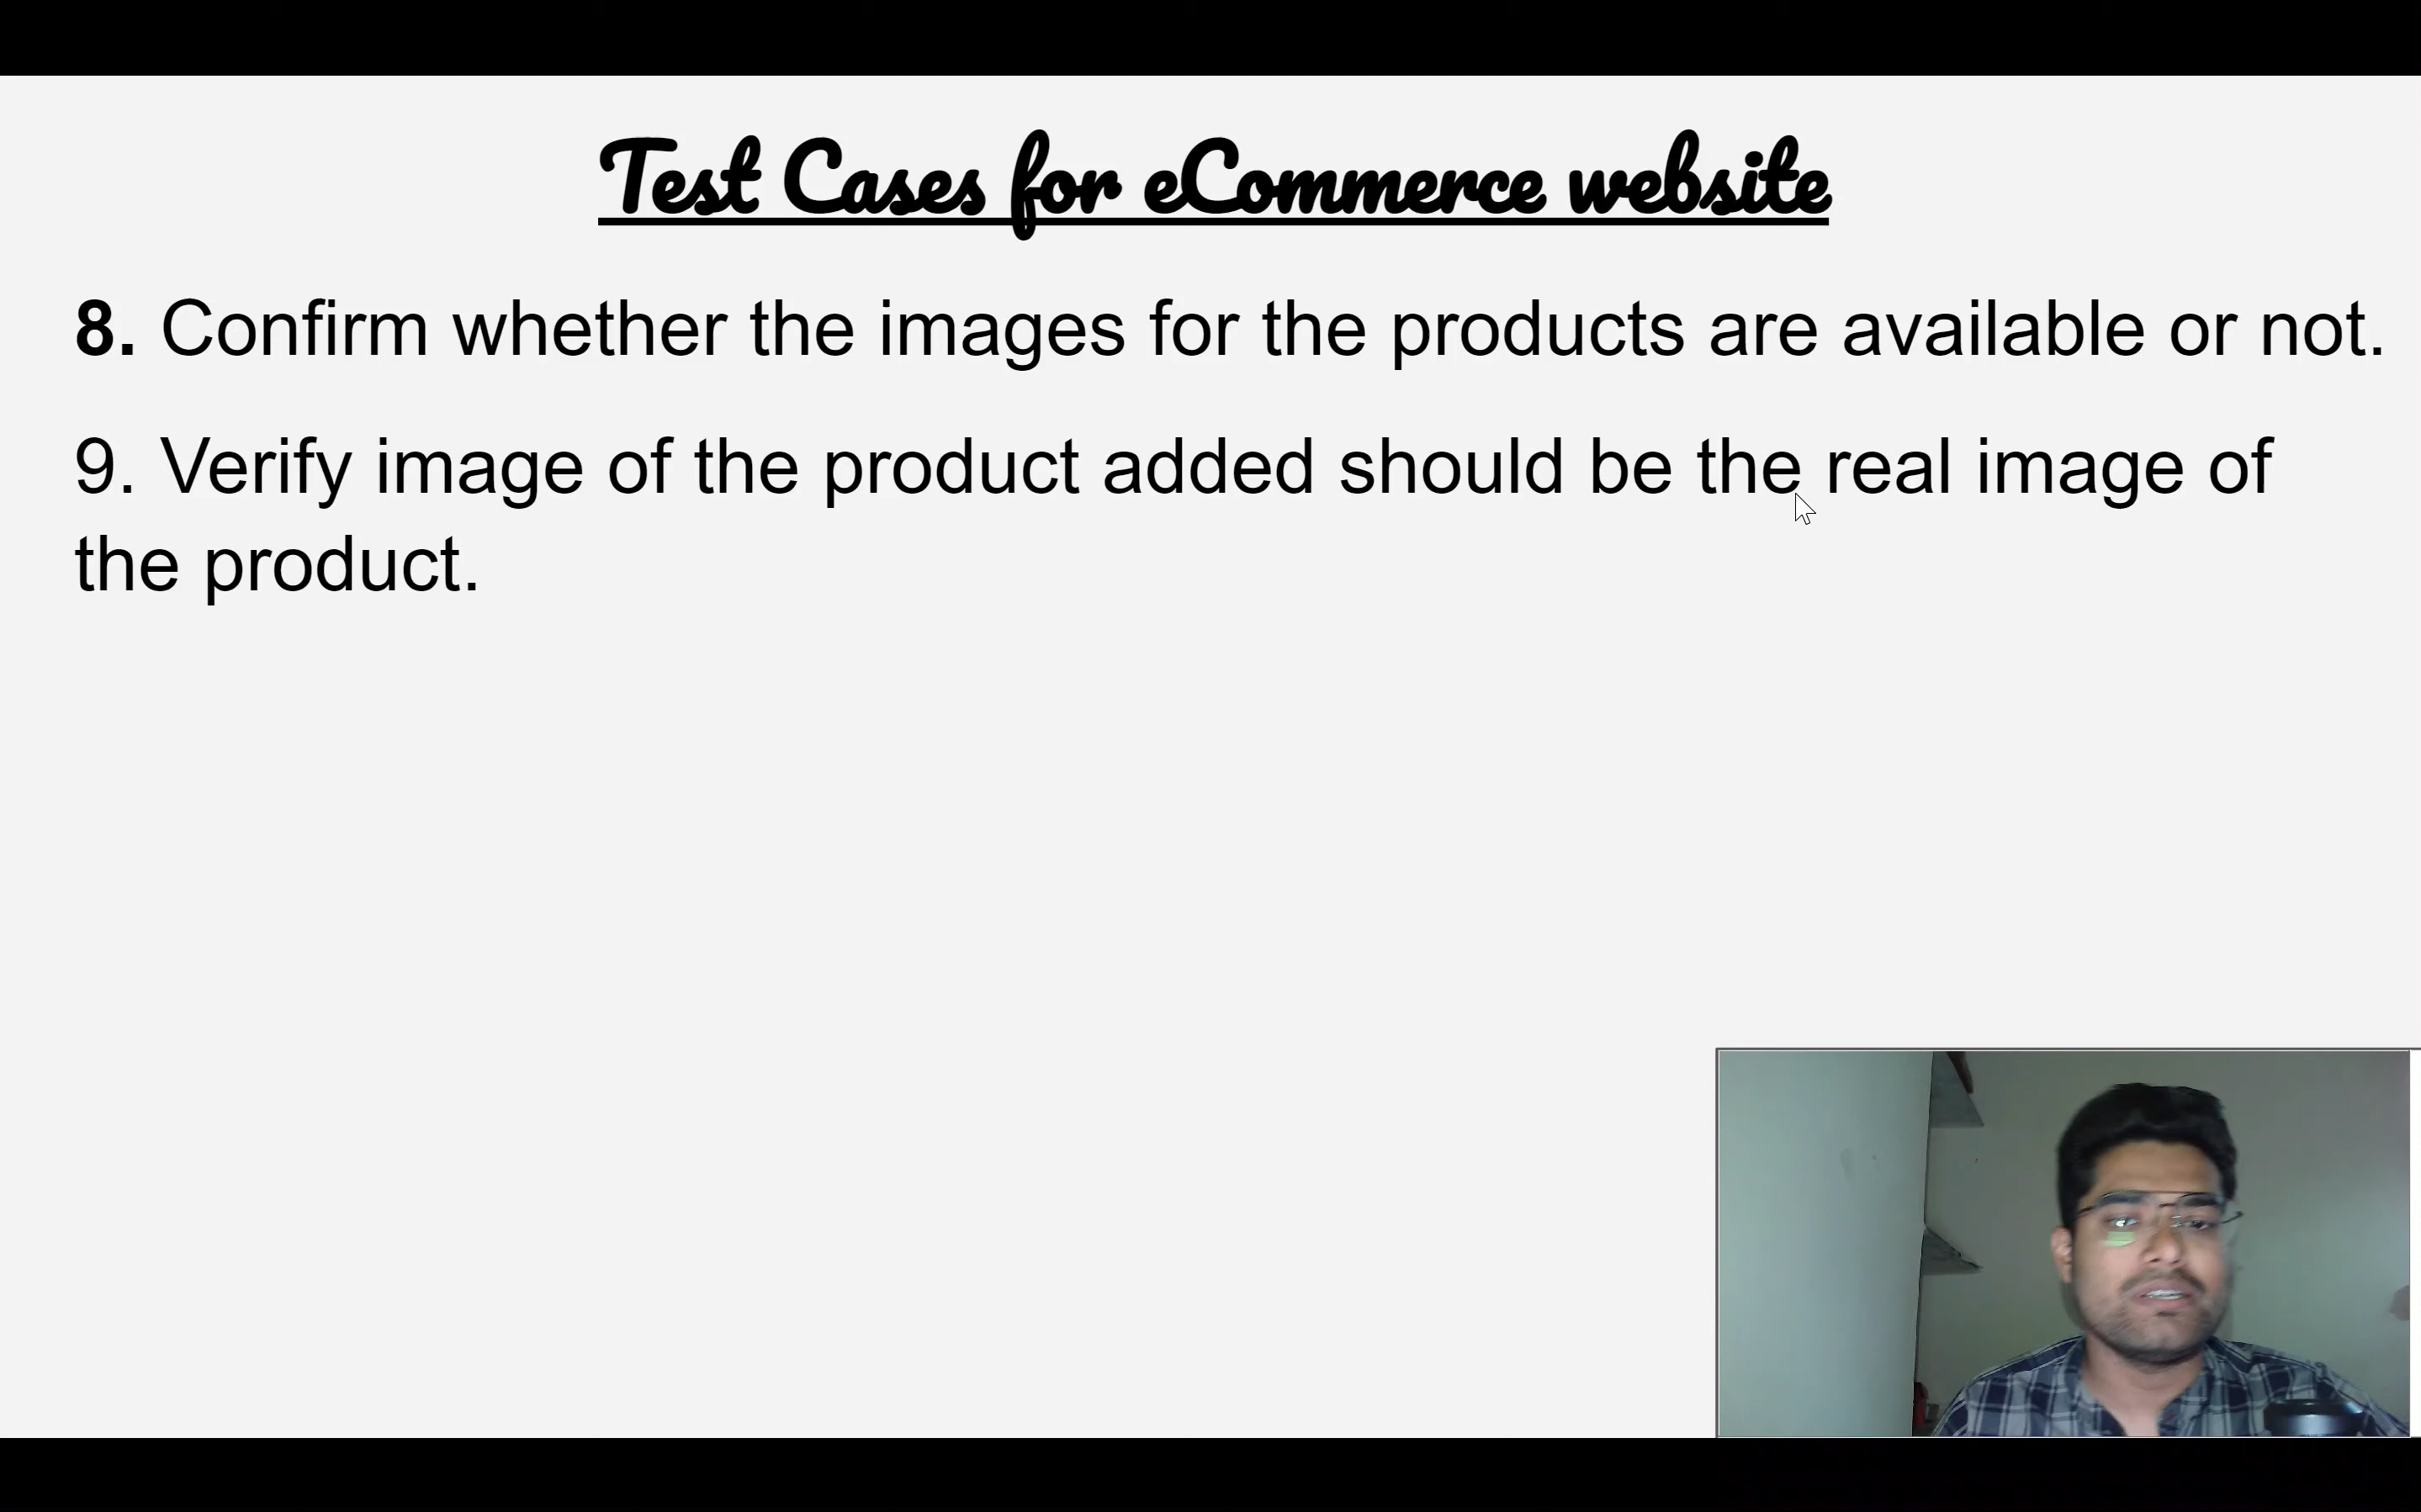 Test Cases for eCommerce website
8. Confirm whether the images for the products are available or not.
9. Verify image of the product added should be the real image of
the product.